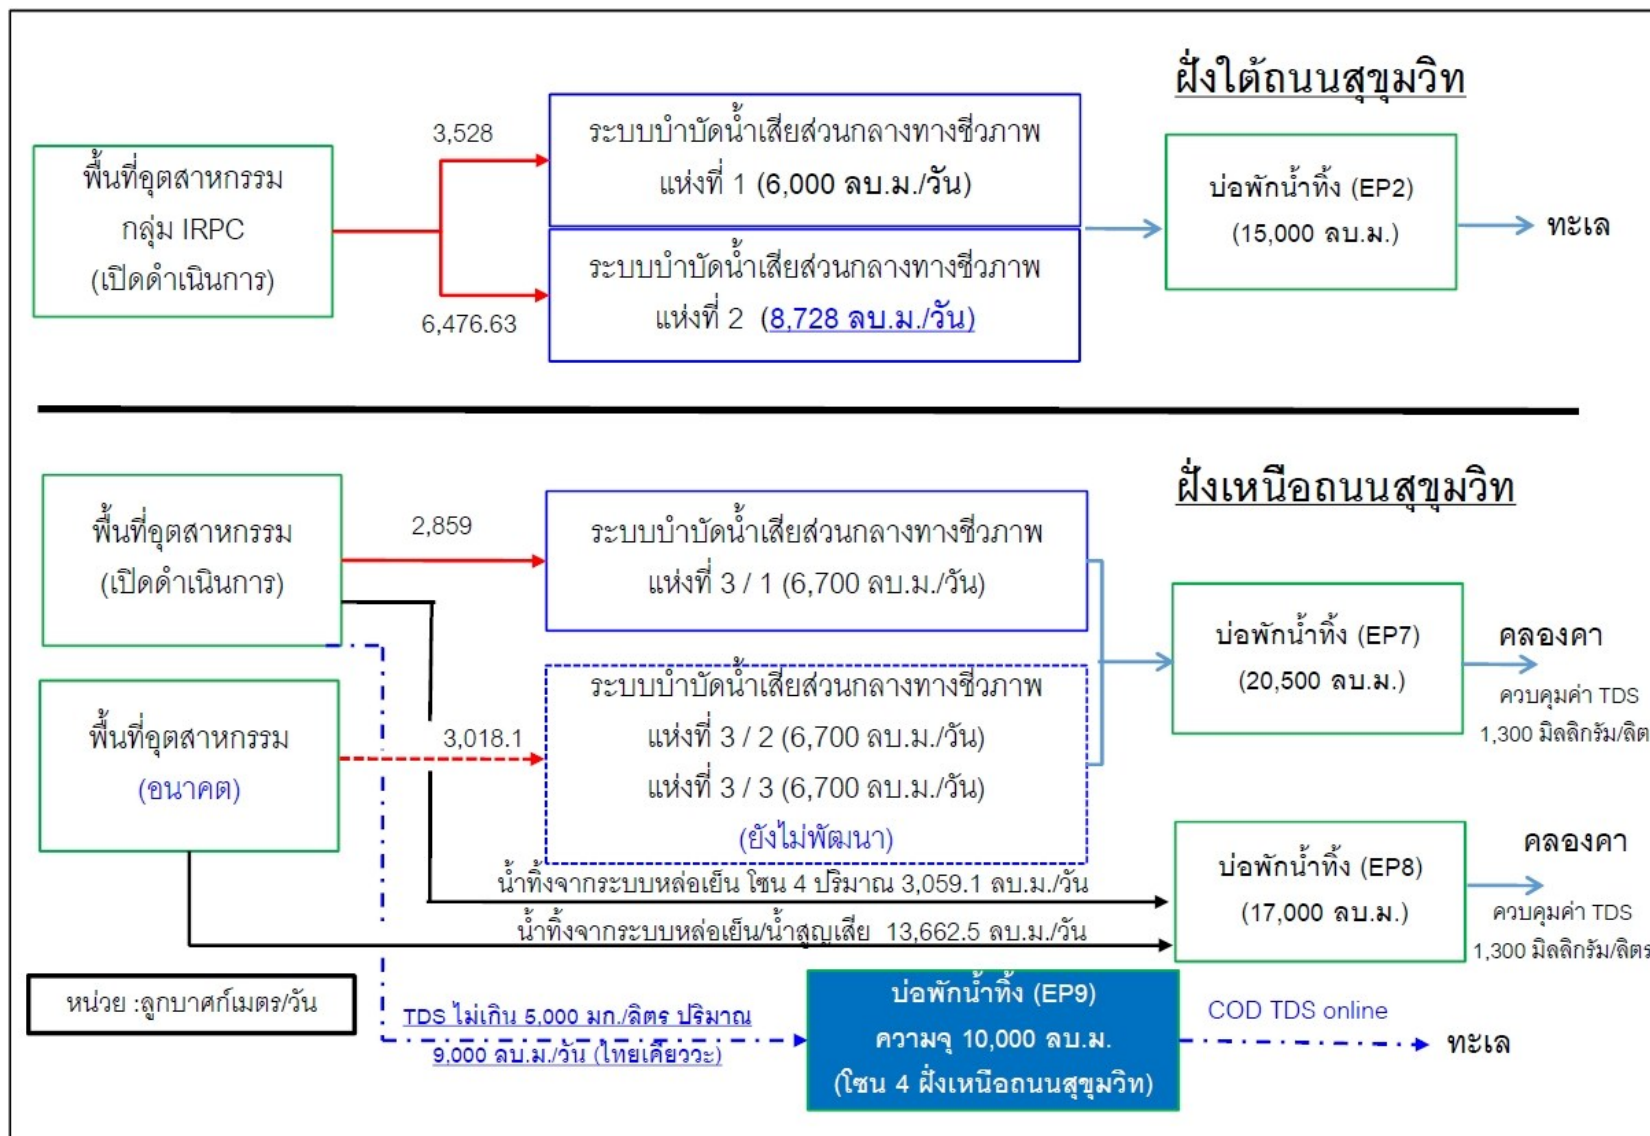 ฝั่งใต้ถนนสุขุมวิท
พื้นที่อุตสาหกรรม
กลุ่ม IRPC
(เปิดดำเนินการ)
3,528
6,476.63
ระบบบำบัดน้ำเสียส่วนกลางทางชีวภาพ
แห่งที่ 1 (6,000 ลบ.ม./วัน)
ระบบบำบัดน้ำเสียส่วนกลางทางชีวภาพ
แห่งที่ 2 (8,728 ลบ.ม./วัน)
บ่อพักน้ำทิ้ง (EP2)
(15,000 ลบ.ม.)
ทะเล
ฝั่งเหนือถนนสุขุมวิท
พื้นที่อุตสาหกรรม
(เปิดดำเนินการ)
2,859
ระบบบำบัดน้ำเสียส่วนกลางทางชีวภาพ
แห่งที่ 3 / 1 (6,700 ลบ.ม./วัน)
พื้นที่อุตสาหกรรม
(อนาคต)
3,018.1
ระบบบำบัดน้ำเสียส่วนกลางทางชีวภาพ
แห่งที่ 3 / 2 (6,700 ลบ.ม./วัน)
แห่งที่ 3 / 3 (6,700 ลบ.ม./วัน)
(ยังไม่พัฒนา)
บ่อพักน้ำทิ้ง (EP7)
(20,500 ลบ.ม.)
คลองคา
ควบคุมค่า TDS
1,300 มิลลิกรัม/ลิต
น้ำทิ้งจากระบบหล่อเย็น โซน 4 ปริมาณ 3,059.1 ลบ.ม./วัน
น้ำทิ้งจากระบบหล่อเย็น/น้ำสูญเสีย 13,662.5 ลบ.ม./วัน
บ่อพักน้ำทิ้ง (EP8)
(17,000 ลบ.ม.)
คลองคา
ควบคุมค่า TDS
1,300 มิลลิกรัม/ลิตร
หน่วย :ลูกบาศก์เมตร/วัน
TDS ไม่เกิน 5,000 มก./ลิตร ปริมาณ
9,000 ลบ.ม./วัน (ไทยเคียววะ)
บ่อพักน้ำทิ้ง (EP9)
ความจุ 10,000 ลบ.ม.
(โซน 4 ฝั่งเหนือถนนสุขุมวิท)
COD TDS online
ทะเล